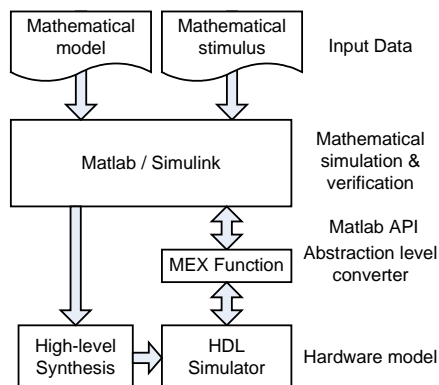 Mathematical
model
Mathematical
stimulus
Input Data
Matlab / Simulink
Mathematical
simulation &
verification
Matlab API
MEX Function
Abstraction level
converter
High-level
Synthesis
HDL
Simulator
Hardware model